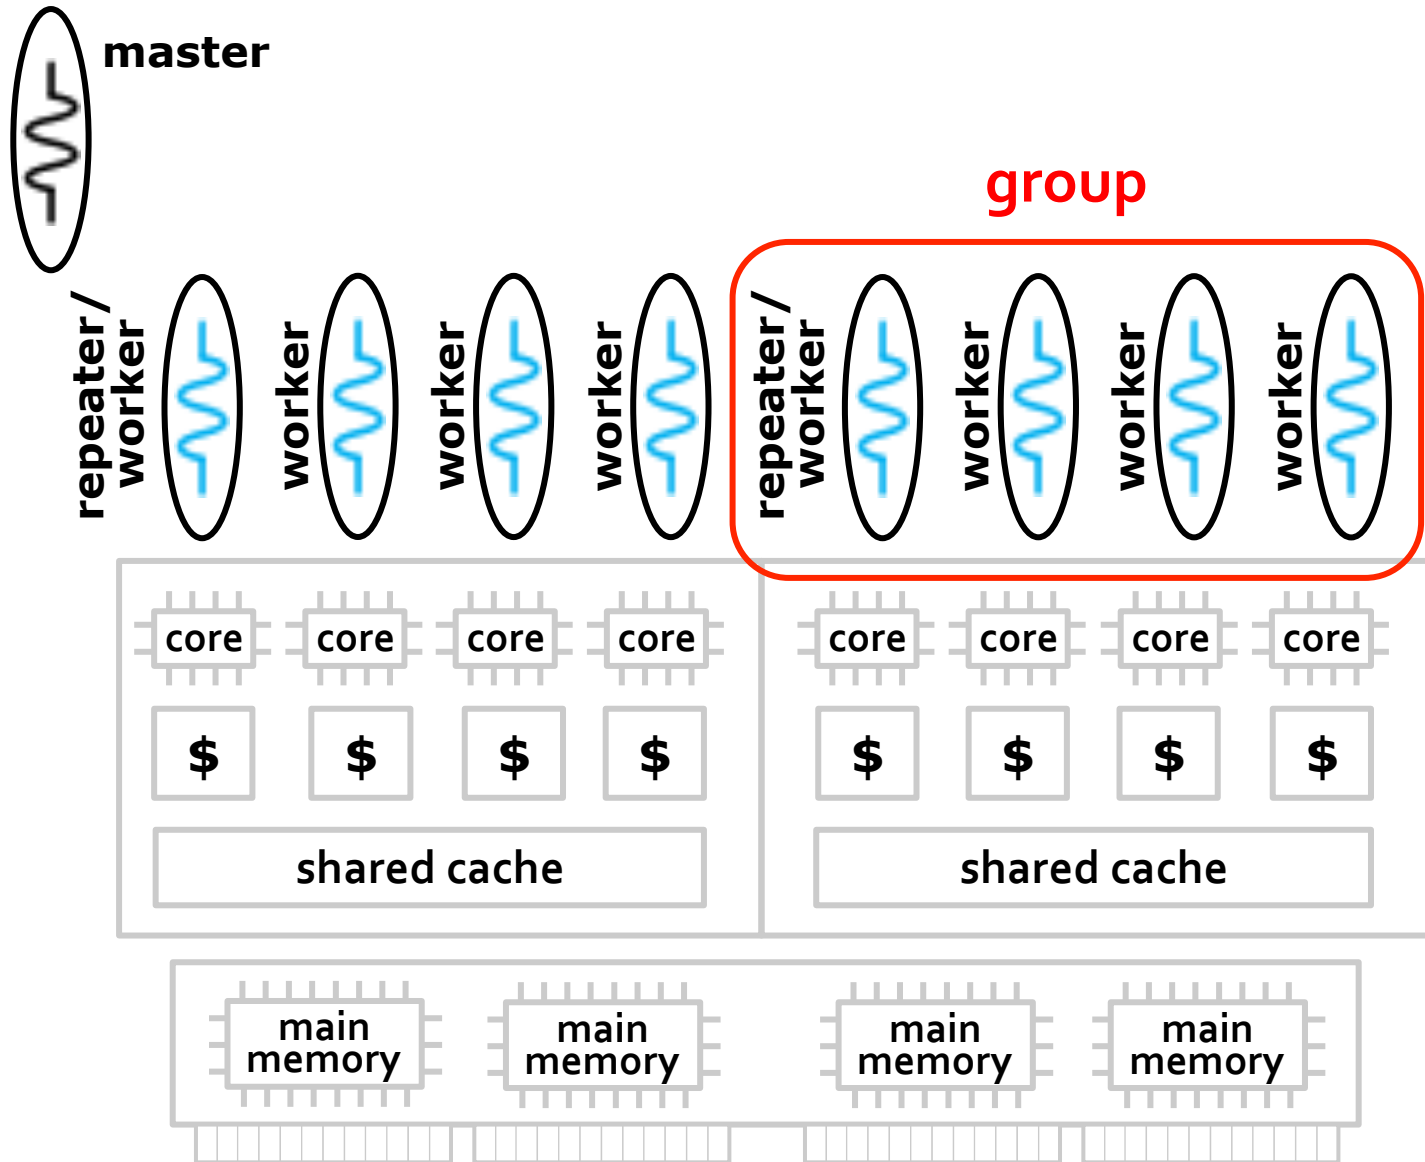 master
group
repeater/
worker
worker
worker
worker
repeater/
worker
worker
worker
worker
core core core core core core core core
$ $ $ $ $ $ $ $
shared cache shared cache
main main main main
memory memory memory memory